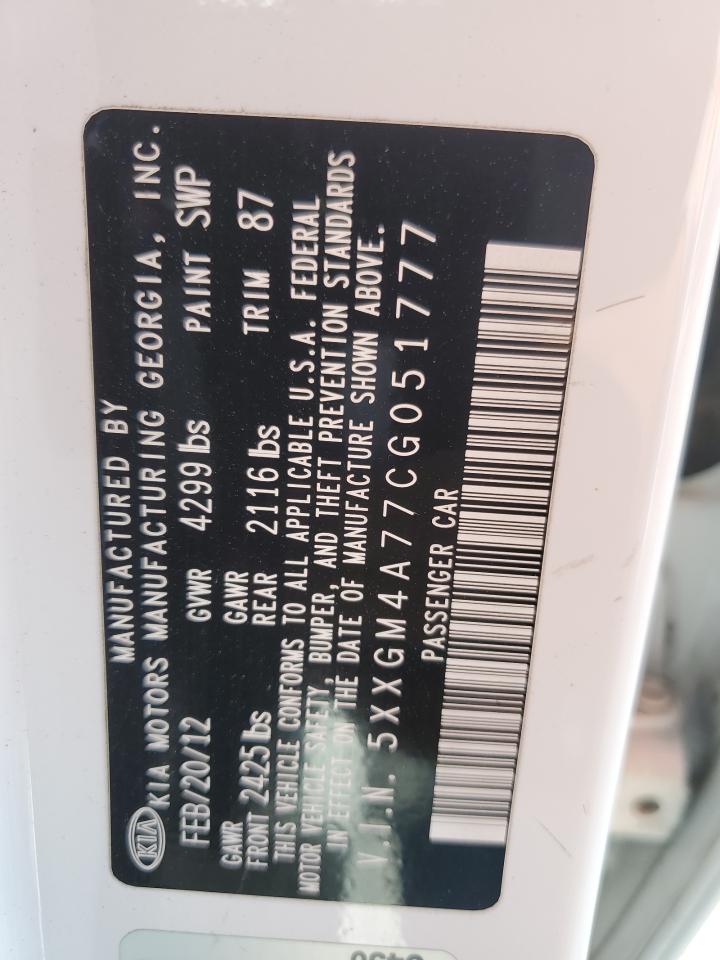 MANUFACTURED BY
KIA KIA MOTORS MANUFACTURING GEORGIA, INC.
FEB/20/12 GVWR 4299 lbs PAINT SWP
GAWR FRONT 2425 lbs GAWR REAR 2116 lbs TRIM 87
THIS VEHICLE CONFORMS TO ALL APPLICABLE U.S.A. FEDERAL
MOTOR VEHICLE SAFETY, BUMPER, AND THEFT PREVENTION STANDARDS
IN EFFECT ON THE DATE OF MANUFACTURE SHOWN ABOVE.
V.I.N. 5XXGM4A77CG051777
PASSENGER CAR